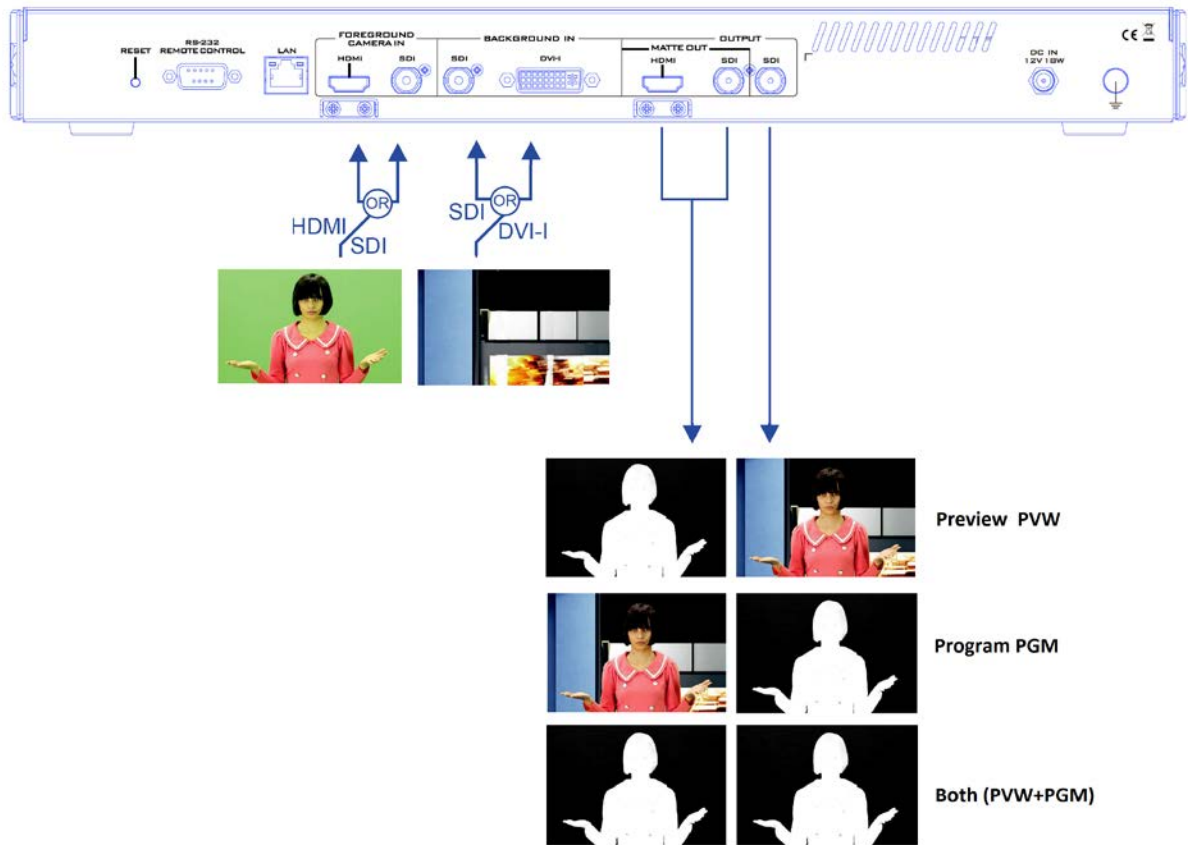 RESET
RS-232
REMOTE CONTROL
LAN
FOREGROUND
CAMERA IN
HDMI
SDI
BACKGROUND IN
SDI
DVI-I
OUTPUT
MATTE OUT
HDMI
SDI
SDI
DC IN
12V 18W
CE
HDMI
OR
SDI
SDI
OR
DVI-I
Preview PVW
Program PGM
Both (PVW+PGM)